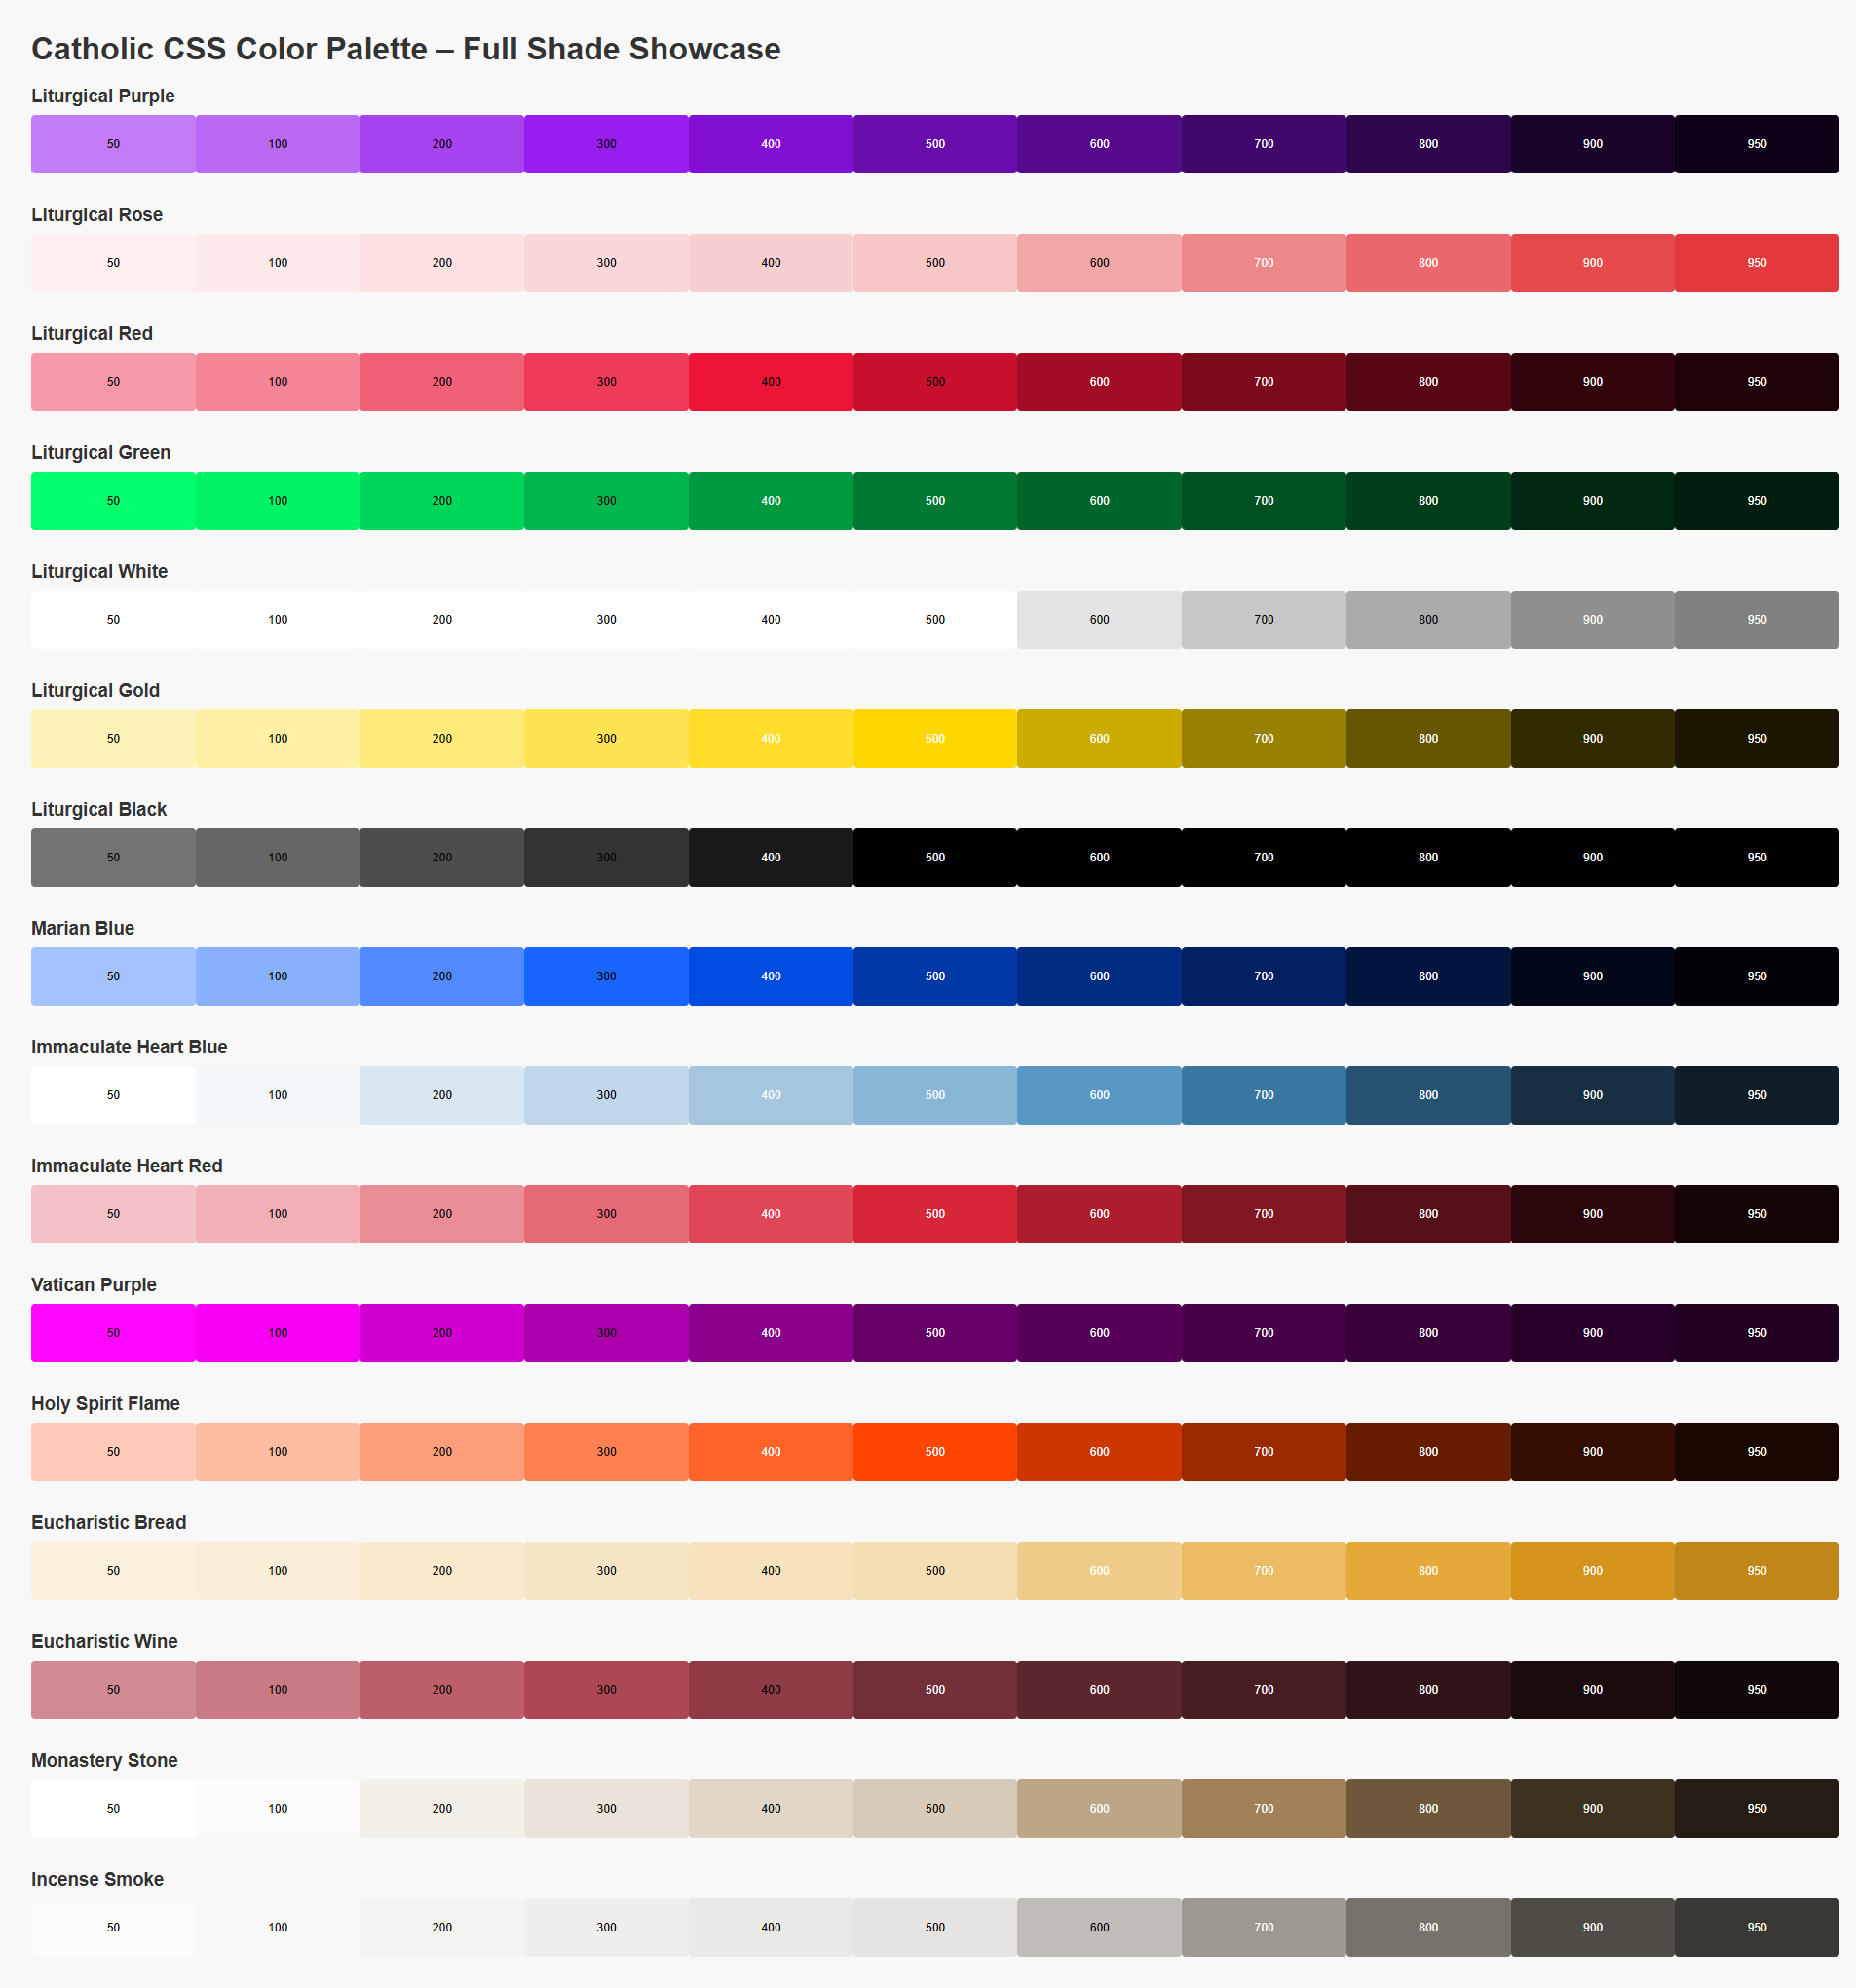 Catholic CSS Color Palette – Full Shade Showcase
Liturgical Purple
50 100 200 300 400 500 600 700 800 900 950
Liturgical Rose
50 100 200 300 400 500 600 700 800 900 950
Liturgical Red
50 100 200 300 400 500 600 700 800 900 950
Liturgical Green
50 100 200 300 400 500 600 700 800 900 950
Liturgical White
50 100 200 300 400 500 600 700 800 900 950
Liturgical Gold
50 100 200 300 400 500 600 700 800 900 950
Liturgical Black
50 100 200 300 400 500 600 700 800 900 950
Marian Blue
50 100 200 300 400 500 600 700 800 900 950
Immaculate Heart Blue
50 100 200 300 400 500 600 700 800 900 950
Immaculate Heart Red
50 100 200 300 400 500 600 700 800 900 950
Vatican Purple
50 100 200 300 400 500 600 700 800 900 950
Holy Spirit Flame
50 100 200 300 400 500 600 700 800 900 950
Eucharistic Bread
50 100 200 300 400 500 600 700 800 900 950
Eucharistic Wine
50 100 200 300 400 500 600 700 800 900 950
Monastery Stone
50 100 200 300 400 500 600 700 800 900 950
Incense Smoke
50 100 200 300 400 500 600 700 800 900 950